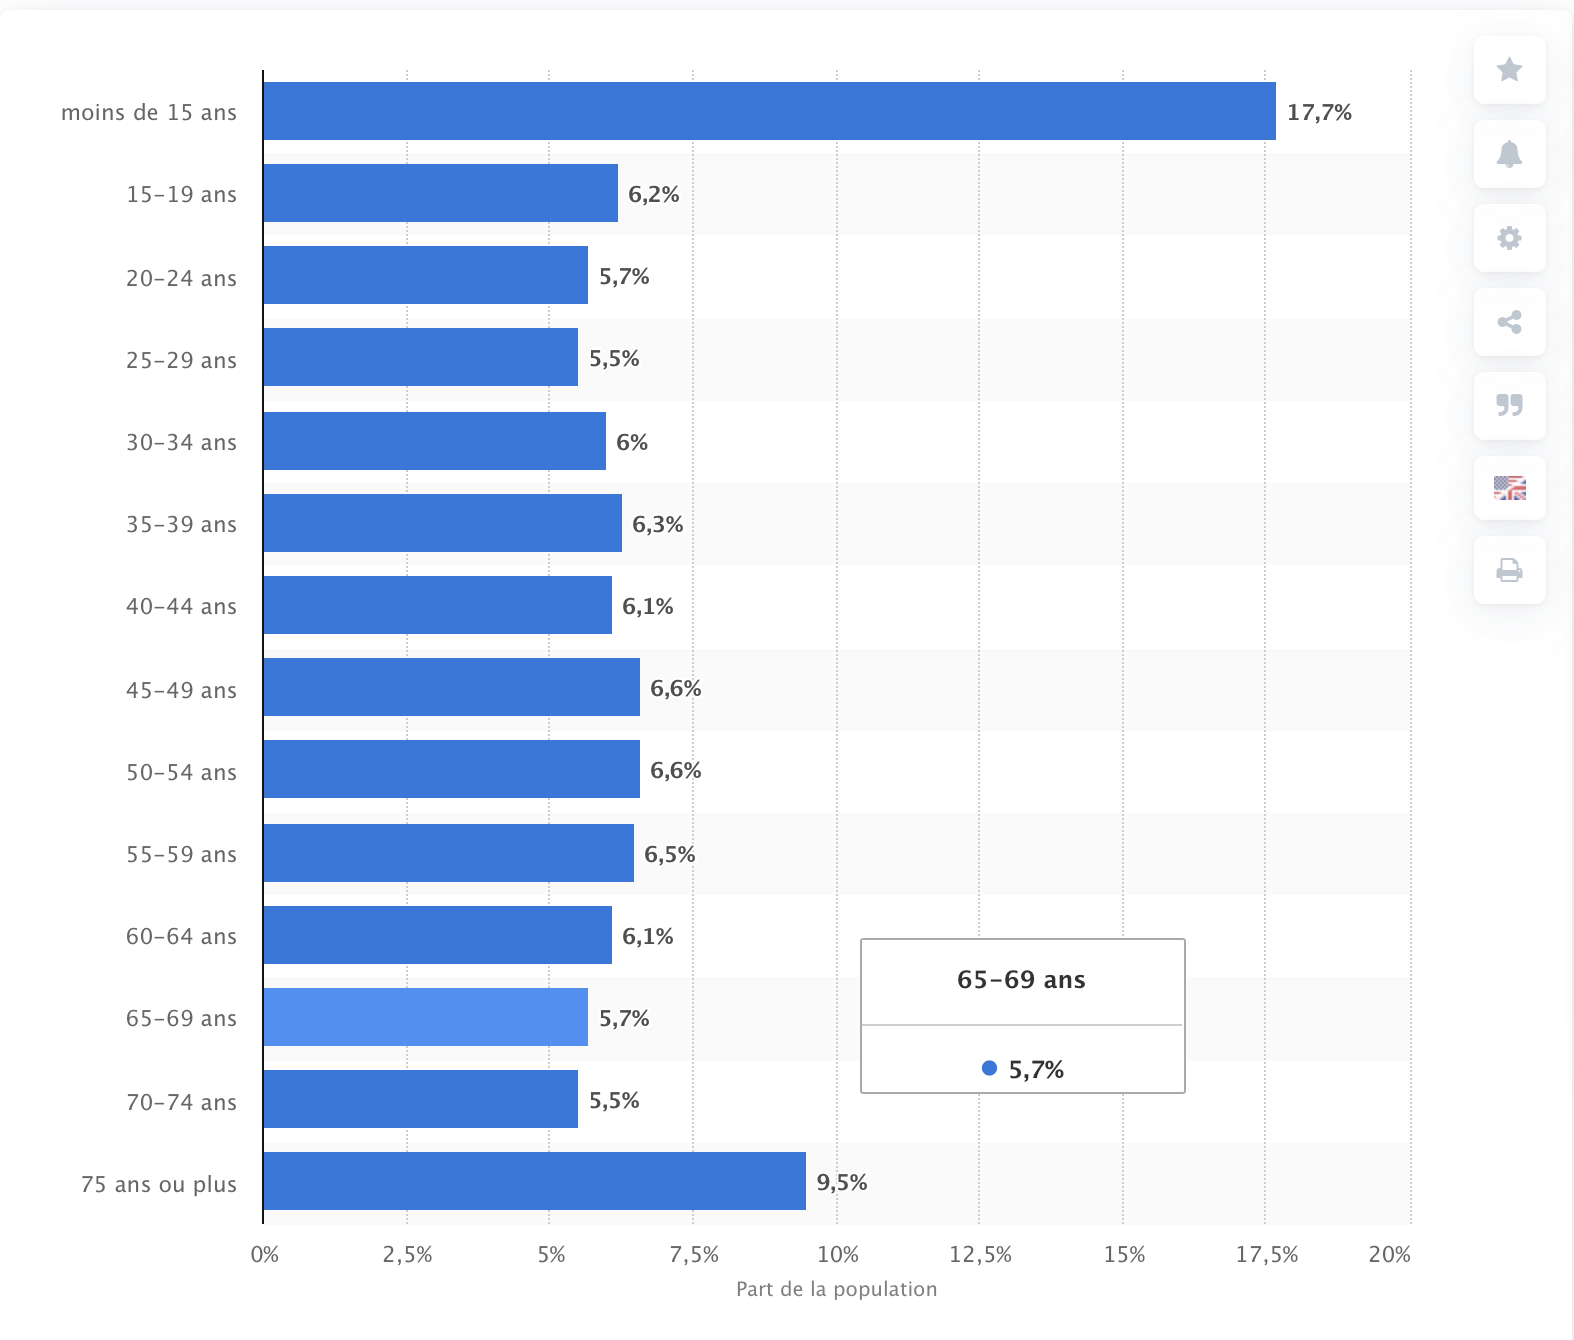 moins de 15 ans 17,7%
15–19 ans 6,2%
20–24 ans 5,7%
25–29 ans 5,5%
30–34 ans 6%
35–39 ans 6,3%
40–44 ans 6,1%
45–49 ans 6,6%
50–54 ans 6,6%
55–59 ans 6,5%
60–64 ans 6,1%
65–69 ans 5,7%
70–74 ans 5,5%
75 ans ou plus 9,5%
65–69 ans
5,7%
0% 2,5% 5% 7,5% 10% 12,5% 15% 17,5% 20%
Part de la population